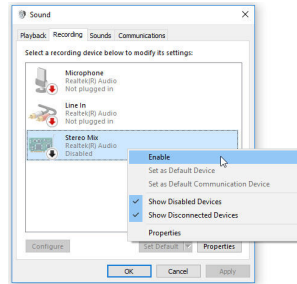 Sound
Playback Recording Sounds Communications
Select a recording device below to modify its settings:
Microphone
Realtek(R) Audio
Not plugged in
Line In
Realtek(R) Audio
Not plugged in
Stereo Mix
Realtek(R) Audio
Disabled
Enable
Set as Default Device
Set as Default Communication Device
Show Disabled Devices
Show Disconnected Devices
Properties
Configure Set Default Properties
OK Cancel Apply